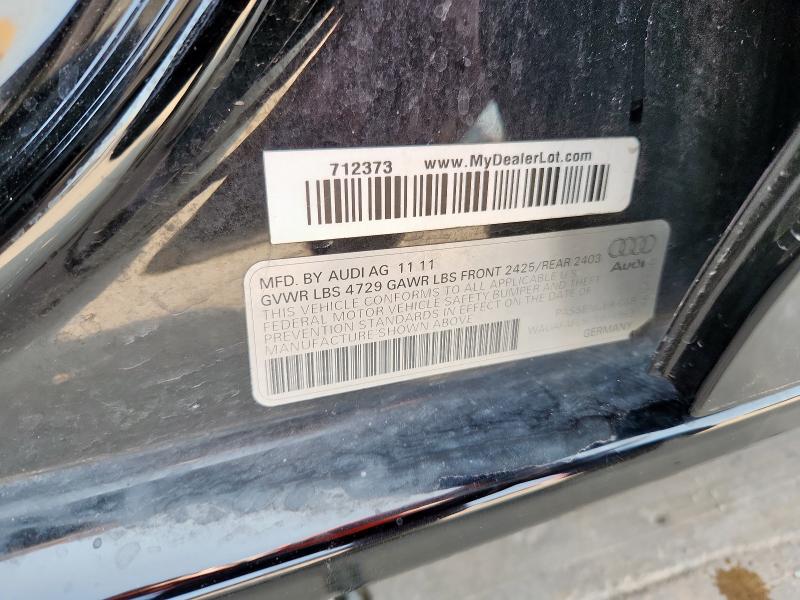 712373 www.MyDealerLot.com
MFD. BY AUDI AG 11 11
GVWR LBS 4729 GAWR LBS FRONT 2425/REAR 2403
THIS VEHICLE CONFORMS TO ALL APPLICABLE U.S.
FEDERAL MOTOR VEHICLE SAFETY BUMPER AND THEFT
PREVENTION STANDARDS IN EFFECT ON THE DATE OF
MANUFACTURE SHOWN ABOVE
Audi
GERMANY